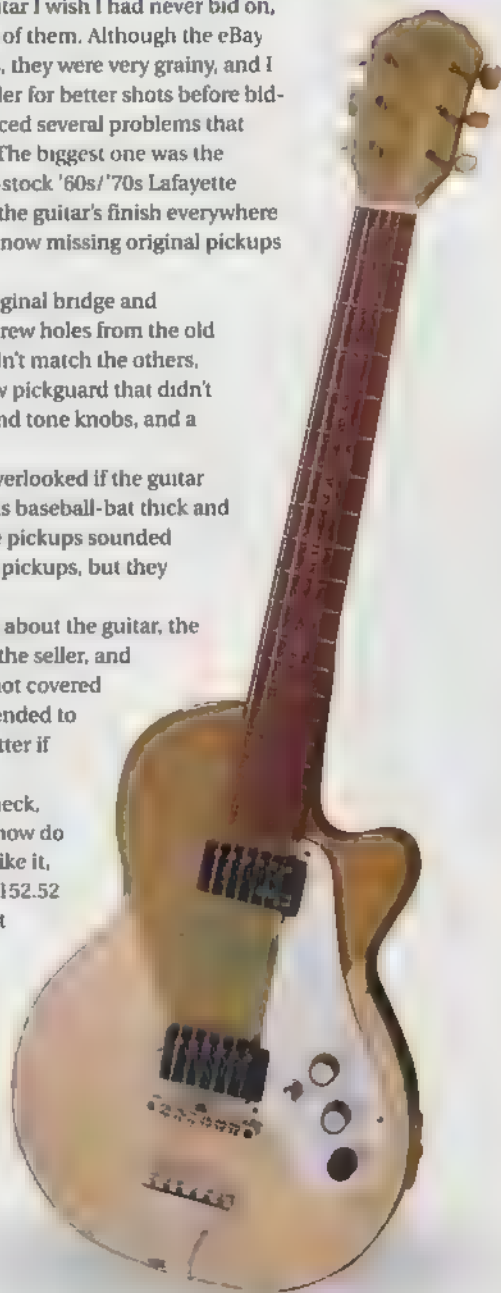 tar I wish I had never bid on,
of them. Although the eBay
, they were very grainy, and I
ler for better shots before bid-
ced several problems that
The biggest one was the
-stock '60s/'70s Lafayette
the guitar's finish everywhere
now missing original pickups
ginal bridge and
rew holes from the old
n't match the others,
w pickguard that didn't
nd tone knobs, and a
verlooked if the guitar
s baseball-bat thick and
e pickups sounded
pickups, but they
about the guitar, the
the seller, and
not covered
ended to
tter if
neck,
now do
ike it,
152.52
t